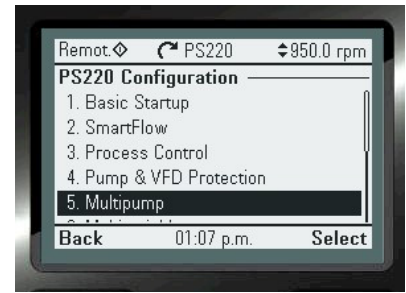 Remot. PS220 950.0 rpm
PS220 Configuration
1. Basic Startup
2. SmartFlow
3. Process Control
4. Pump & VFD Protection
5. Multipump
Back 01:07 p.m. Select